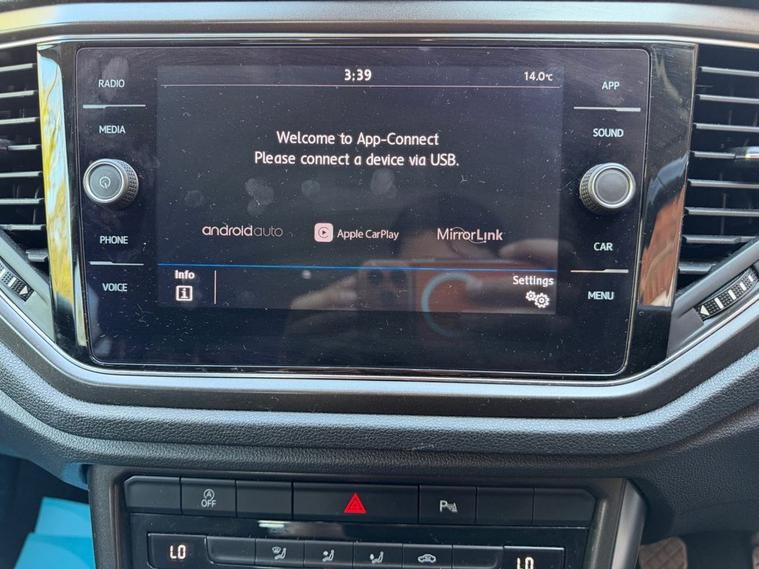 RADIO
MEDIA
PHONE
VOICE
3:39
14.0°C
Welcome to App-Connect
Please connect a device via USB.
androidauto
Apple CarPlay
MirrorLink
Info
i
Settings
APP
SOUND
CAR
MENU
A
OFF
P
LO
LO